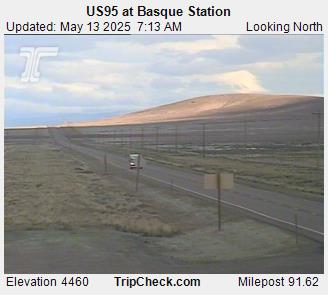 US95 at Basque Station
Updated: May 13 2025 7:13 AM Looking North
Elevation 4460 TripCheck.com Milepost 91.62